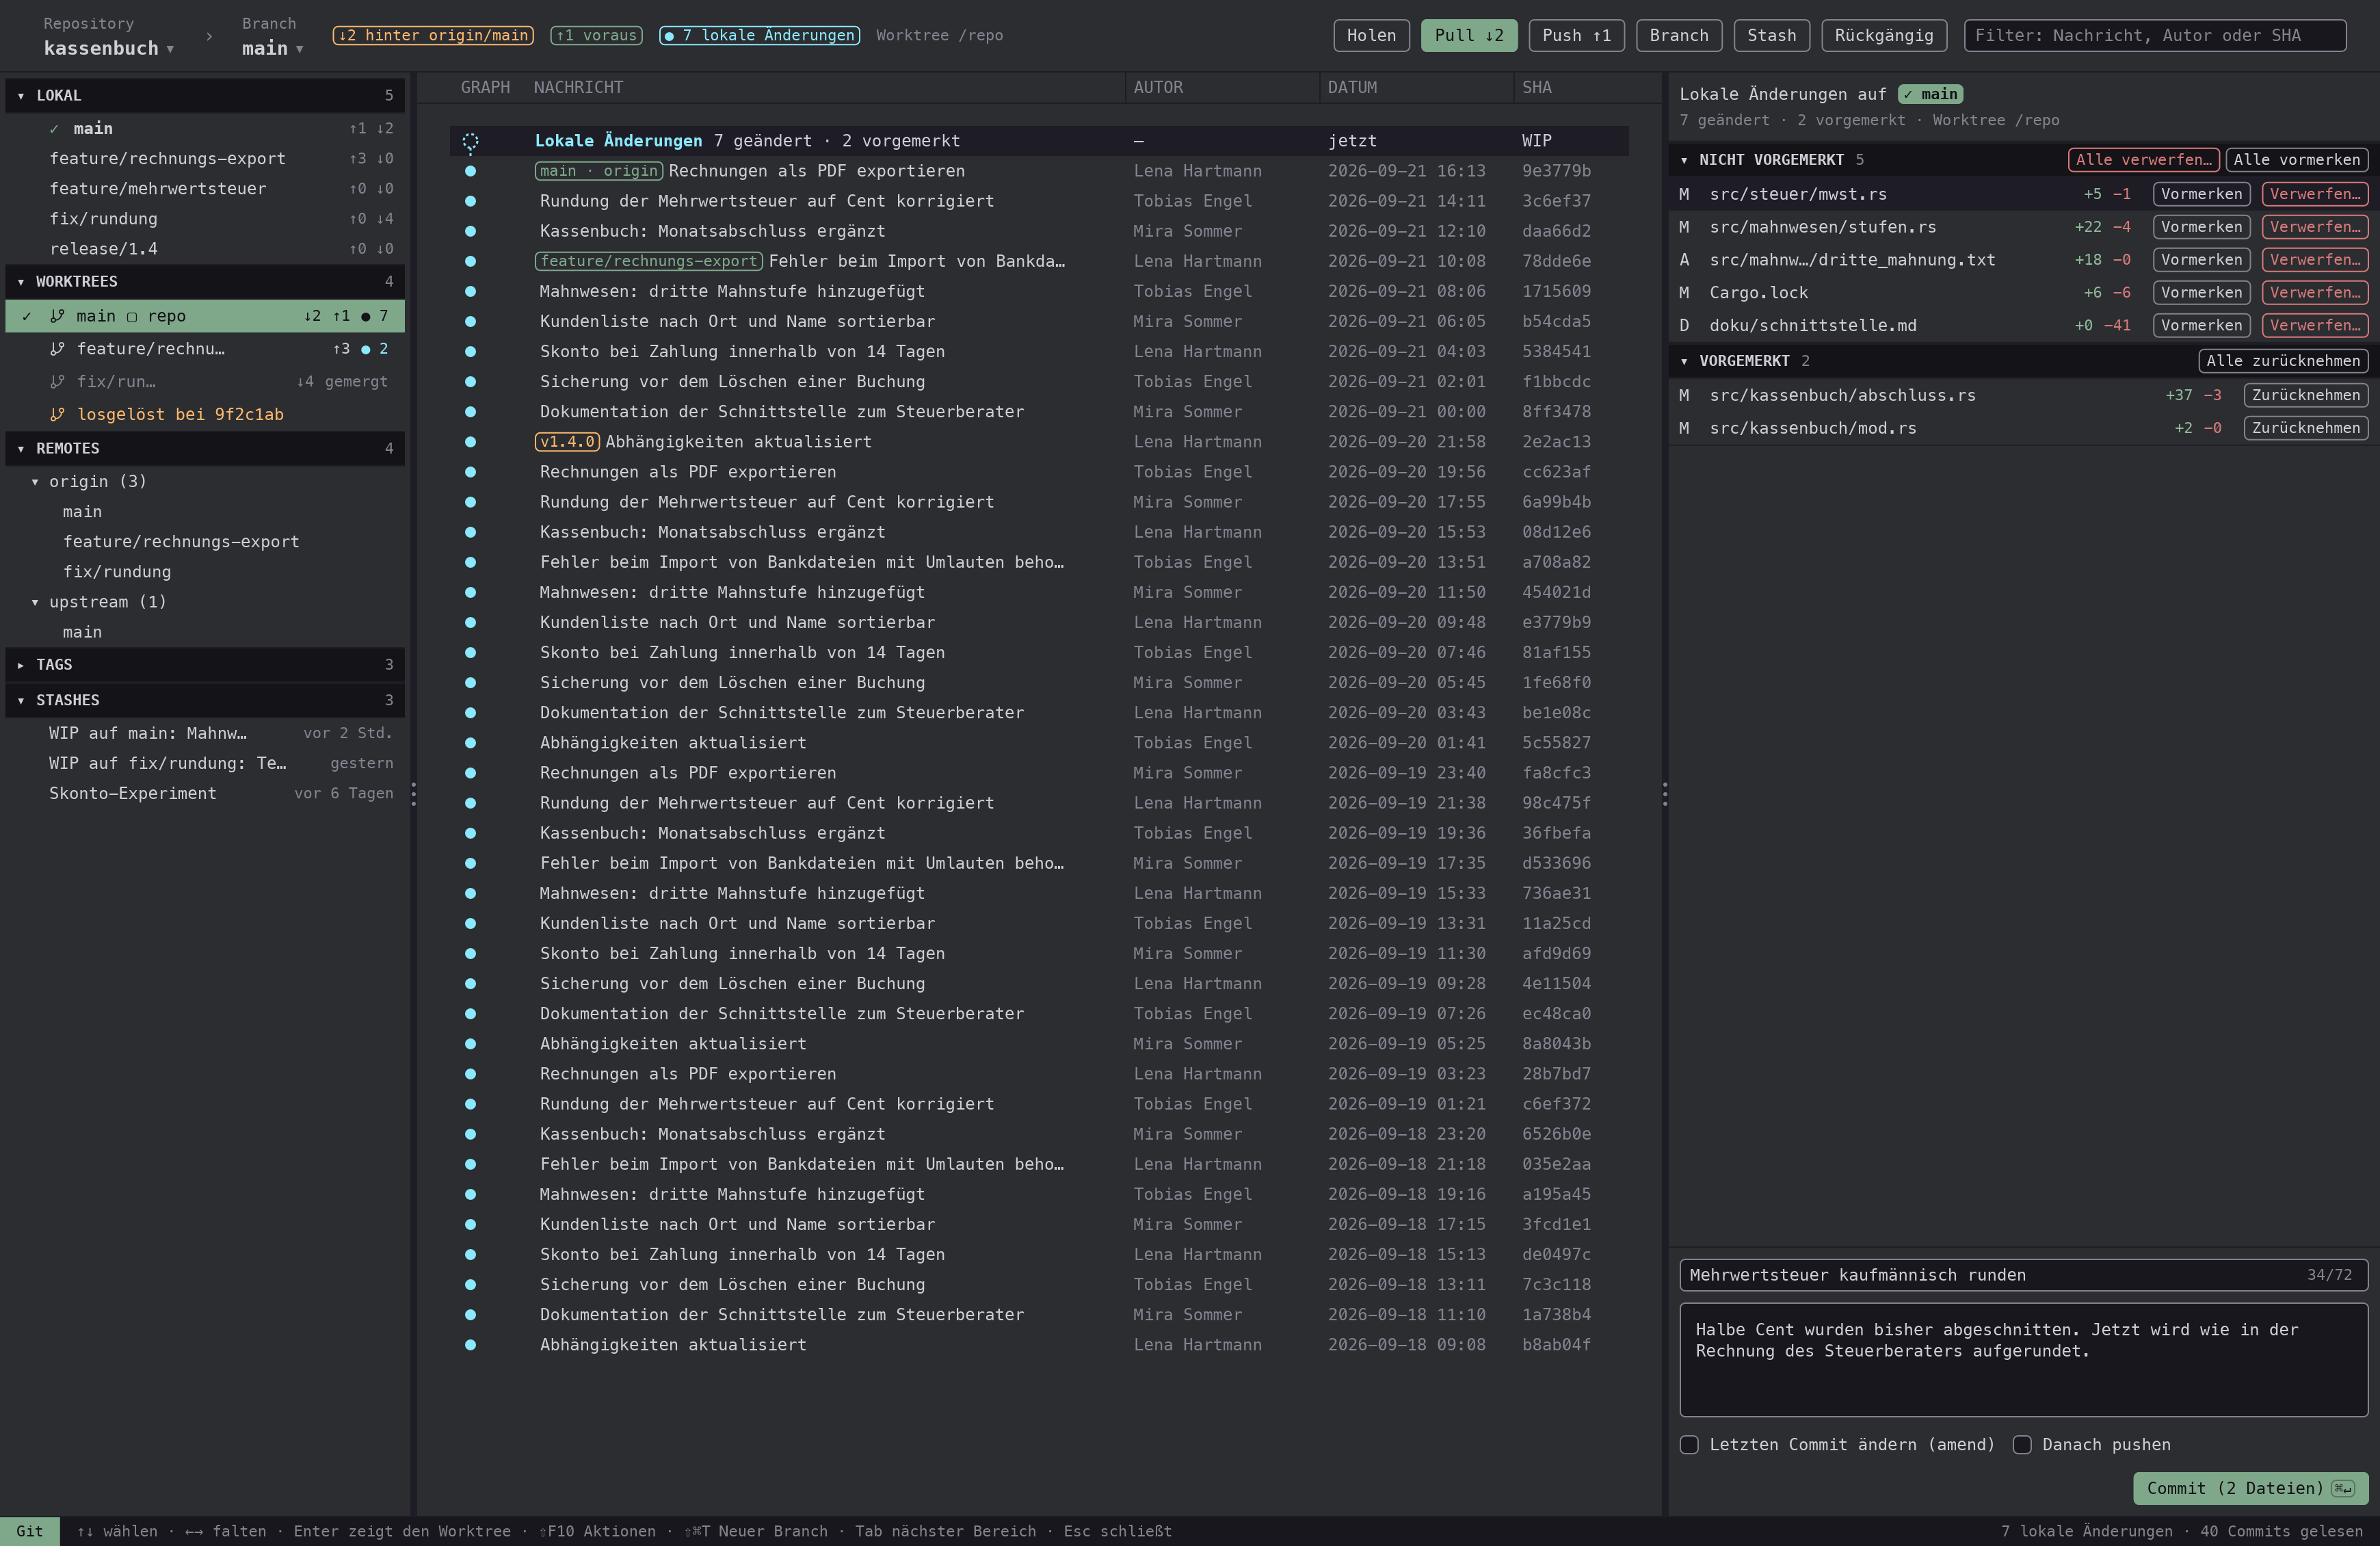 Repository
kassenbuch ▾
›
Branch
main ▾
↓2 hinter origin/main ↑1 voraus ● 7 lokale Änderungen Worktree /repo
Holen Pull ↓2 Push ↑1 Branch Stash Rückgängig Filter: Nachricht, Autor oder SHA
▾ LOKAL 5
✓ main ↑1 ↓2
feature/rechnungs-export ↑3 ↓0
feature/mehrwertsteuer ↑0 ↓0
fix/rundung ↑0 ↓4
release/1.4 ↑0 ↓0
▾ WORKTREES 4
✓ main ▢ repo ↓2 ↑1 ● 7
feature/rechnu… ↑3 ● 2
fix/run… ↓4 gemergt
losgelöst bei 9f2c1ab
▾ REMOTES 4
▾ origin (3)
main
feature/rechnungs-export
fix/rundung
▾ upstream (1)
main
▸ TAGS 3
▾ STASHES 3
WIP auf main: Mahnw… vor 2 Std.
WIP auf fix/rundung: Te… gestern
Skonto-Experiment vor 6 Tagen
GRAPH NACHRICHT AUTOR DATUM SHA
Lokale Änderungen 7 geändert · 2 vorgemerkt — jetzt WIP
main · origin Rechnungen als PDF exportieren Lena Hartmann 2026-09-21 16:13 9e3779b
Rundung der Mehrwertsteuer auf Cent korrigiert Tobias Engel 2026-09-21 14:11 3c6ef37
Kassenbuch: Monatsabschluss ergänzt Mira Sommer 2026-09-21 12:10 daa66d2
feature/rechnungs-export Fehler beim Import von Bankda… Lena Hartmann 2026-09-21 10:08 78dde6e
Mahnwesen: dritte Mahnstufe hinzugefügt Tobias Engel 2026-09-21 08:06 1715609
Kundenliste nach Ort und Name sortierbar Mira Sommer 2026-09-21 06:05 b54cda5
Skonto bei Zahlung innerhalb von 14 Tagen Lena Hartmann 2026-09-21 04:03 5384541
Sicherung vor dem Löschen einer Buchung Tobias Engel 2026-09-21 02:01 f1bbcdc
Dokumentation der Schnittstelle zum Steuerberater Mira Sommer 2026-09-21 00:00 8ff3478
v1.4.0 Abhängigkeiten aktualisiert Lena Hartmann 2026-09-20 21:58 2e2ac13
Rechnungen als PDF exportieren Tobias Engel 2026-09-20 19:56 cc623af
Rundung der Mehrwertsteuer auf Cent korrigiert Mira Sommer 2026-09-20 17:55 6a99b4b
Kassenbuch: Monatsabschluss ergänzt Lena Hartmann 2026-09-20 15:53 08d12e6
Fehler beim Import von Bankdateien mit Umlauten beho… Tobias Engel 2026-09-20 13:51 a708a82
Mahnwesen: dritte Mahnstufe hinzugefügt Mira Sommer 2026-09-20 11:50 454021d
Kundenliste nach Ort und Name sortierbar Lena Hartmann 2026-09-20 09:48 e3779b9
Skonto bei Zahlung innerhalb von 14 Tagen Tobias Engel 2026-09-20 07:46 81af155
Sicherung vor dem Löschen einer Buchung Mira Sommer 2026-09-20 05:45 1fe68f0
Dokumentation der Schnittstelle zum Steuerberater Lena Hartmann 2026-09-20 03:43 be1e08c
Abhängigkeiten aktualisiert Tobias Engel 2026-09-20 01:41 5c55827
Rechnungen als PDF exportieren Mira Sommer 2026-09-19 23:40 fa8cfc3
Rundung der Mehrwertsteuer auf Cent korrigiert Lena Hartmann 2026-09-19 21:38 98c475f
Kassenbuch: Monatsabschluss ergänzt Tobias Engel 2026-09-19 19:36 36fbefa
Fehler beim Import von Bankdateien mit Umlauten beho… Mira Sommer 2026-09-19 17:35 d533696
Mahnwesen: dritte Mahnstufe hinzugefügt Lena Hartmann 2026-09-19 15:33 736ae31
Kundenliste nach Ort und Name sortierbar Tobias Engel 2026-09-19 13:31 11a25cd
Skonto bei Zahlung innerhalb von 14 Tagen Mira Sommer 2026-09-19 11:30 afd9d69
Sicherung vor dem Löschen einer Buchung Lena Hartmann 2026-09-19 09:28 4e11504
Dokumentation der Schnittstelle zum Steuerberater Tobias Engel 2026-09-19 07:26 ec48ca0
Abhängigkeiten aktualisiert Mira Sommer 2026-09-19 05:25 8a8043b
Rechnungen als PDF exportieren Lena Hartmann 2026-09-19 03:23 28b7bd7
Rundung der Mehrwertsteuer auf Cent korrigiert Tobias Engel 2026-09-19 01:21 c6ef372
Kassenbuch: Monatsabschluss ergänzt Mira Sommer 2026-09-18 23:20 6526b0e
Fehler beim Import von Bankdateien mit Umlauten beho… Lena Hartmann 2026-09-18 21:18 035e2aa
Mahnwesen: dritte Mahnstufe hinzugefügt Tobias Engel 2026-09-18 19:16 a195a45
Kundenliste nach Ort und Name sortierbar Mira Sommer 2026-09-18 17:15 3fcd1e1
Skonto bei Zahlung innerhalb von 14 Tagen Lena Hartmann 2026-09-18 15:13 de0497c
Sicherung vor dem Löschen einer Buchung Tobias Engel 2026-09-18 13:11 7c3c118
Dokumentation der Schnittstelle zum Steuerberater Mira Sommer 2026-09-18 11:10 1a738b4
Abhängigkeiten aktualisiert Lena Hartmann 2026-09-18 09:08 b8ab04f
Lokale Änderungen auf ✓ main
7 geändert · 2 vorgemerkt · Worktree /repo
▾ NICHT VORGEMERKT 5 Alle verwerfen… Alle vormerken
M src/steuer/mwst.rs +5 −1 Vormerken Verwerfen…
M src/mahnwesen/stufen.rs +22 −4 Vormerken Verwerfen…
A src/mahnw…/dritte_mahnung.txt +18 −0 Vormerken Verwerfen…
M Cargo.lock +6 −6 Vormerken Verwerfen…
D doku/schnittstelle.md +0 −41 Vormerken Verwerfen…
▾ VORGEMERKT 2 Alle zurücknehmen
M src/kassenbuch/abschluss.rs +37 −3 Zurücknehmen
M src/kassenbuch/mod.rs +2 −0 Zurücknehmen
Mehrwertsteuer kaufmännisch runden 34/72
Halbe Cent wurden bisher abgeschnitten. Jetzt wird wie in der
Rechnung des Steuerberaters aufgerundet.
Letzten Commit ändern (amend) Danach pushen
Commit (2 Dateien) ⌘↵
Git ↑↓ wählen · ←→ falten · Enter zeigt den Worktree · ⇧F10 Aktionen · ⇧⌘T Neuer Branch · Tab nächster Bereich · Esc schließt
7 lokale Änderungen · 40 Commits gelesen